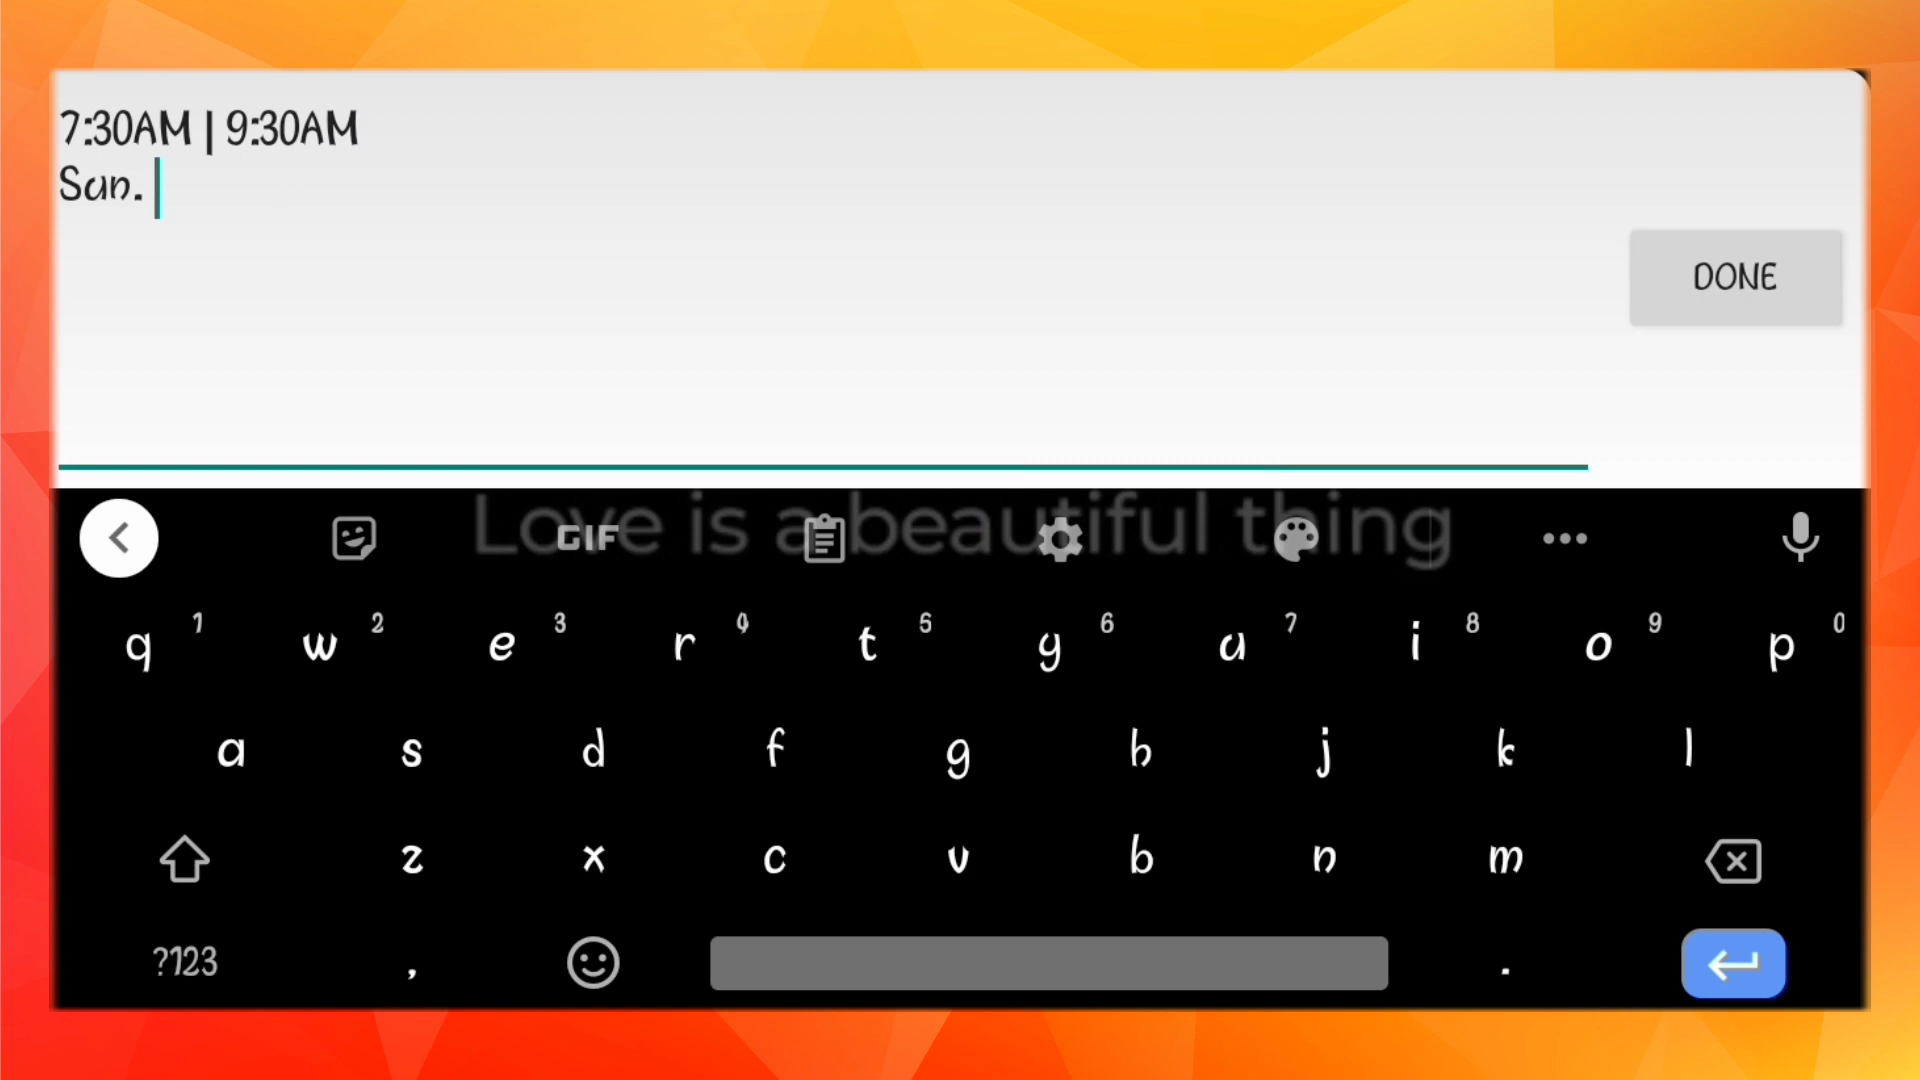 7:30AM | 9:30AM
Sun.
DONE
Love is a beautiful thing
GIF
q 1 w 2 e 3 r 4 t 5 y 6 u 7 i 8 o 9 p 0
a s d f g h j k l
z x c v b n m
?123 , .